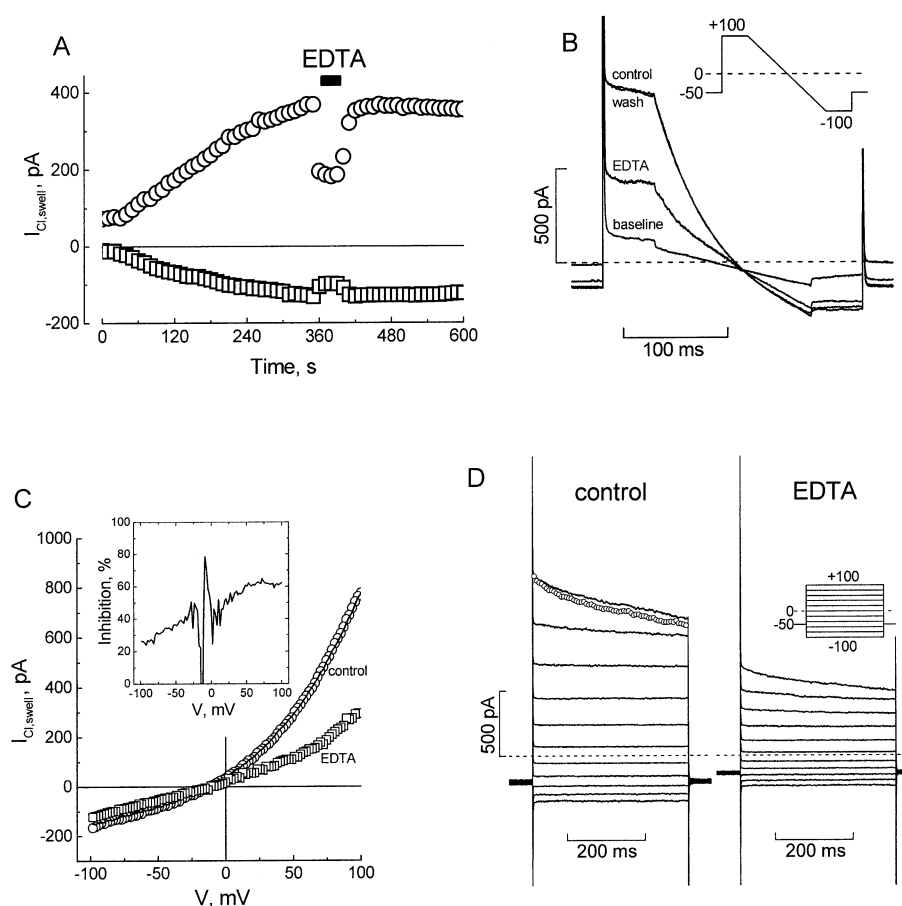 A
EDTA
I Cl,swell, pA
400
200
0
-200
0 120 240 360 480 600
Time, s
B
+100
0
-50
-100
control
wash
EDTA
baseline
500 pA
100 ms
C
I Cl,swell, pA
1000
800
600
400
200
0
-200
-100 -50 0 50 100
V, mV
control
EDTA
Inhibition, %
100
80
60
40
20
0
-100 -50 0 50 100
V, mV
D
control
EDTA
500 pA
200 ms
+100
0
-50
-100
200 ms